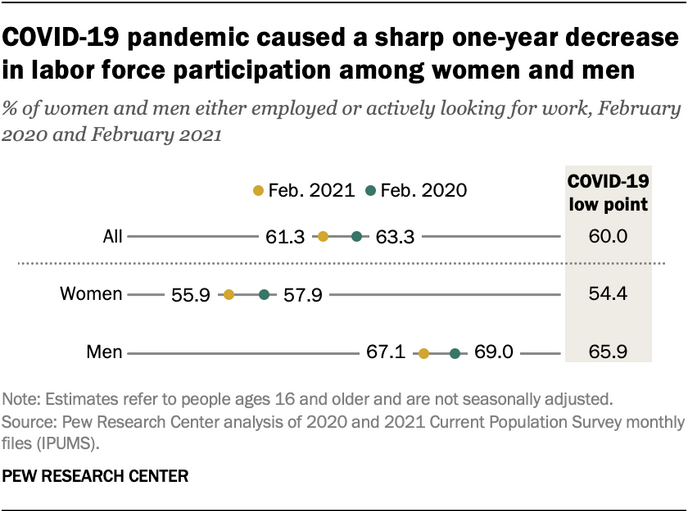 COVID-19 pandemic caused a sharp one-year decrease
in labor force participation among women and men
% of women and men either employed or actively looking for work, February
2020 and February 2021
Feb. 2021 Feb. 2020
COVID-19
low point
All 61.3 63.3 60.0
Women 55.9 57.9 54.4
Men 67.1 69.0 65.9
Note: Estimates refer to people ages 16 and older and are not seasonally adjusted.
Source: Pew Research Center analysis of 2020 and 2021 Current Population Survey monthly
files (IPUMS).
PEW RESEARCH CENTER